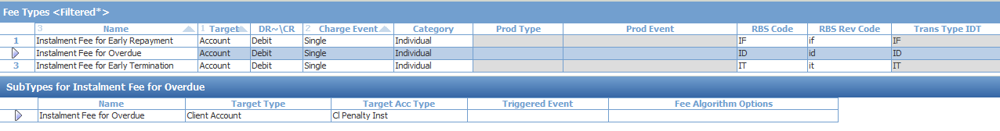 Fee Types <Filtered*>
3 Name 1 Target DR~\CR 2 Charge Event Category Prod Type Prod Event RBS Code RBS Rev Code Trans Type IDT
1 Instalment Fee for Early Repayment Account Debit Single Individual IF if IF
Instalment Fee for Overdue Account Debit Single Individual ID id ID
3 Instalment Fee for Early Termination Account Debit Single Individual IT it IT
SubTypes for Instalment Fee for Overdue
Name Target Type Target Acc Type Triggered Event Fee Algorithm Options
Instalment Fee for Overdue Client Account Cl Penalty Inst